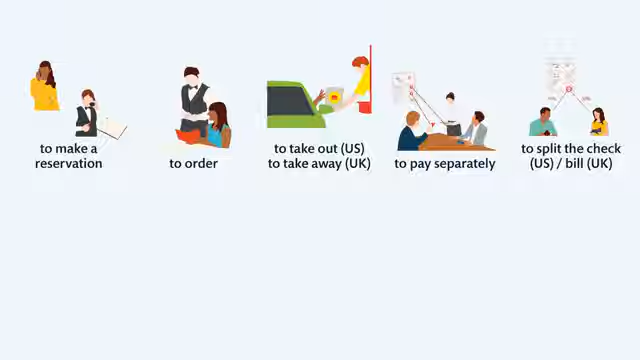 to make a
reservation
to order
to take out (US)
to take away (UK)
to pay separately
to split the check
(US) / bill (UK)